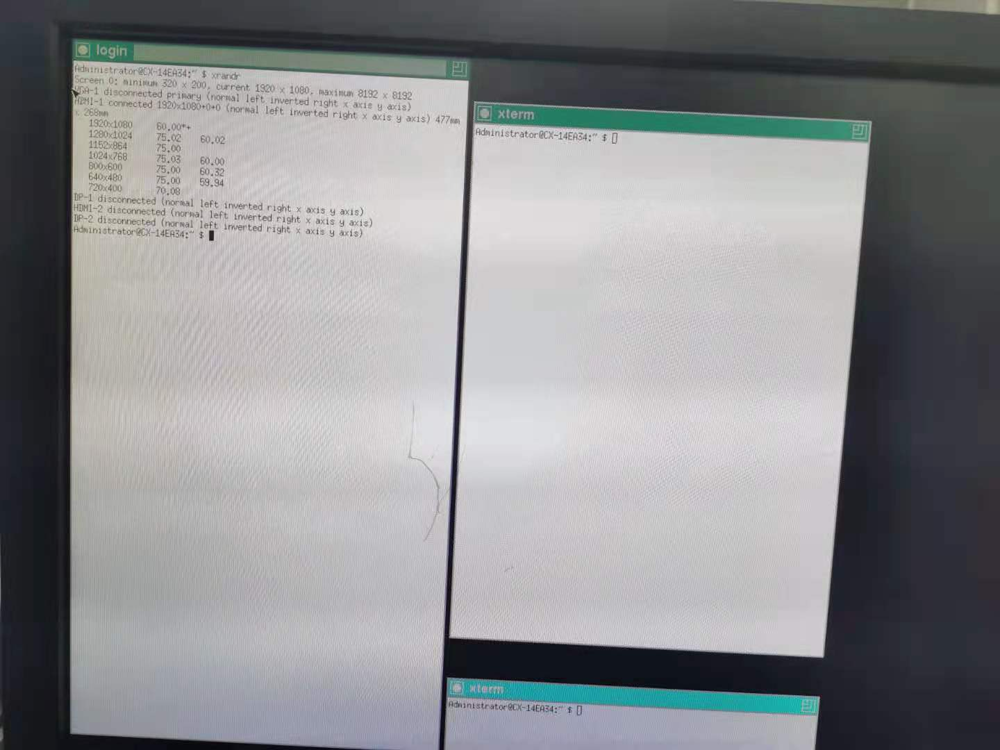 login
Administrator@CX-14EA34:~ $ xrandr
Screen 0: minimum 320 x 200, current 1920 x 1080, maximum 8192 x 8192
VGA-1 disconnected primary (normal left inverted right x axis y axis)
HDMI-1 connected 1920x1080+0+0 (normal left inverted right x axis y axis) 477mm
x 268mm
1920x1080 60.00*+
1280x1024 75.02 60.02
1152x864 75.00
1024x768 75.03 60.00
800x600 75.00 60.32
640x480 75.00 59.94
720x400 70.08
DP-1 disconnected (normal left inverted right x axis y axis)
HDMI-2 disconnected (normal left inverted right x axis y axis)
DP-2 disconnected (normal left inverted right x axis y axis)
Administrator@CX-14EA34:~ $
xterm
Administrator@CX-14EA34:~ $
xterm
Administrator@CX-14EA34:~ $